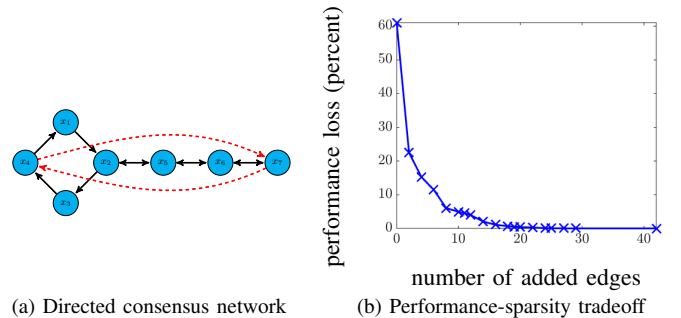 x₁
x₄
x₂
x₅
x₆
x₇
x₃
(a) Directed consensus network
performance loss (percent)
60
50
40
30
20
10
0
0
10
20
30
40
number of added edges
(b) Performance-sparsity tradeoff